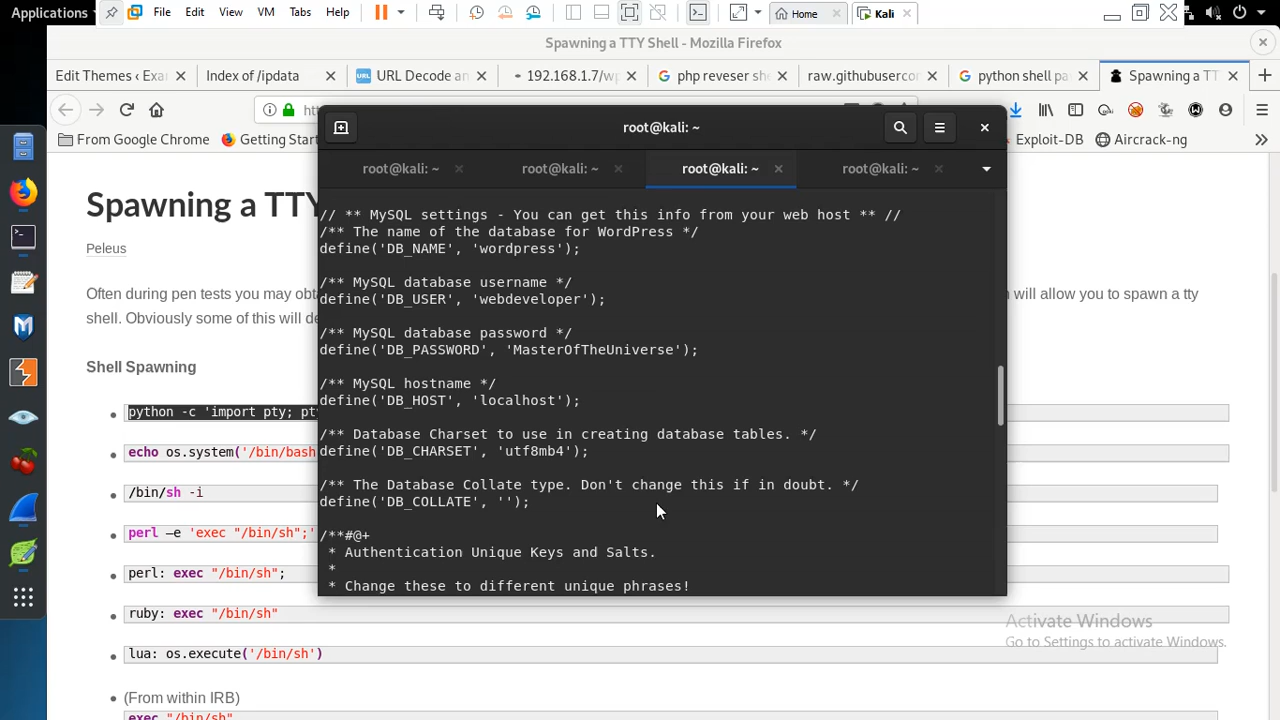 Applications
File
Edit
View
VM
Tabs
Help
Home
Kali
Spawning a TTY Shell - Mozilla Firefox
Edit Themes ‹ Exa
Index of /ipdata
URL Decode an
192.168.1.7/wp
php reveser she
raw.githubuserco
python shell pa
Spawning a TT
From Google Chrome
Getting Start
Exploit-DB
Aircrack-ng
root@kali: ~
root@kali: ~
root@kali: ~
root@kali: ~
root@kali: ~
// ** MySQL settings - You can get this info from your web host ** //
/** The name of the database for WordPress */
define('DB_NAME', 'wordpress');
/** MySQL database username */
define('DB_USER', 'webdeveloper');
/** MySQL database password */
define('DB_PASSWORD', 'MasterOfTheUniverse');
/** MySQL hostname */
define('DB_HOST', 'localhost');
/** Database Charset to use in creating database tables. */
define('DB_CHARSET', 'utf8mb4');
/** The Database Collate type. Don't change this if in doubt. */
define('DB_COLLATE', '');
/**#@+
* Authentication Unique Keys and Salts.
*
* Change these to different unique phrases!
Spawning a TTY
Peleus
Often during pen tests you may obt
will allow you to spawn a tty
shell. Obviously some of this will de
Shell Spawning
python -c 'import pty; pty
echo os.system('/bin/bash
/bin/sh -i
perl —e 'exec "/bin/sh";'
perl: exec "/bin/sh";
ruby: exec "/bin/sh"
lua: os.execute('/bin/sh')
(From within IRB)
exec "/bin/sh"
Activate Windows
Go to Settings to activate Windows.